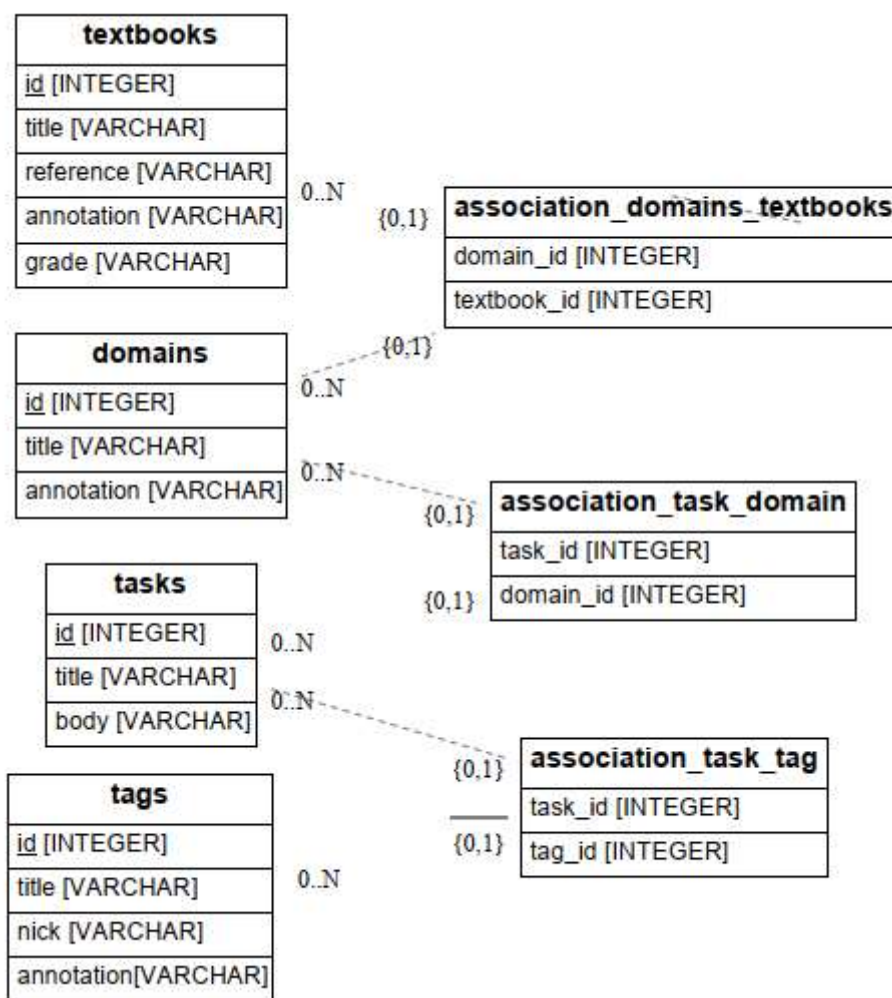 textbooks
id [INTEGER]
title [VARCHAR]
reference [VARCHAR]
annotation [VARCHAR]
grade [VARCHAR]
0..N
{0,1}
association_domains_textbooks
domain_id [INTEGER]
textbook_id [INTEGER]
{0,1}
domains
id [INTEGER]
title [VARCHAR]
annotation [VARCHAR]
0..N
0..N
{0,1}
association_task_domain
task_id [INTEGER]
domain_id [INTEGER]
{0,1}
tasks
id [INTEGER]
title [VARCHAR]
body [VARCHAR]
0..N
0..N
{0,1}
association_task_tag
task_id [INTEGER]
tag_id [INTEGER]
{0,1}
tags
id [INTEGER]
title [VARCHAR]
nick [VARCHAR]
annotation[VARCHAR]
0..N